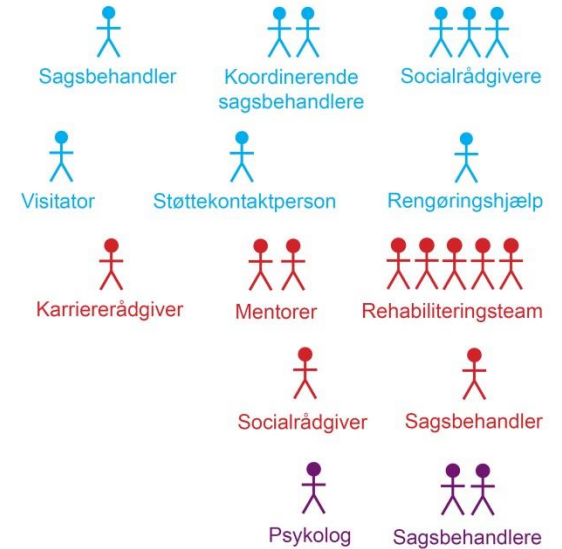 Sagsbehandler
Koordinerende
sagsbehandlere
Socialrådgivere
Visitator
Støttekontaktperson
Rengøringshjælp
Karriererådgiver
Mentorer
Rehabiliteringsteam
Socialrådgiver
Sagsbehandler
Psykolog
Sagsbehandlere